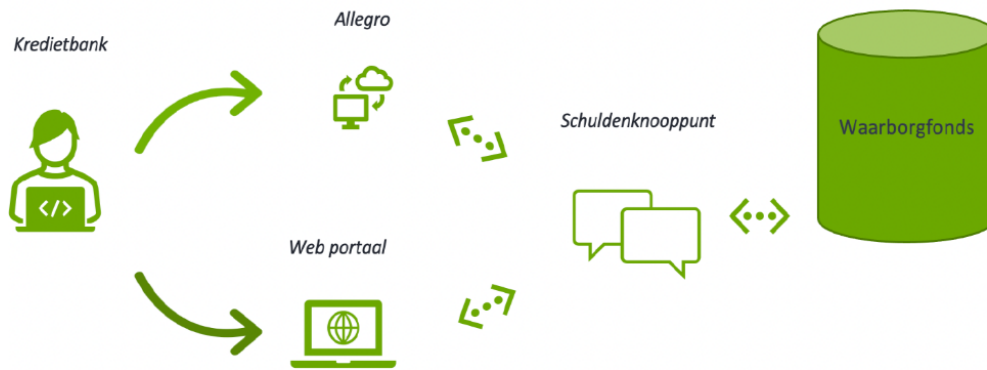 Kredietbank
Allegro
Schuldenknooppunt
Waarborgfonds
Web portaal
</>